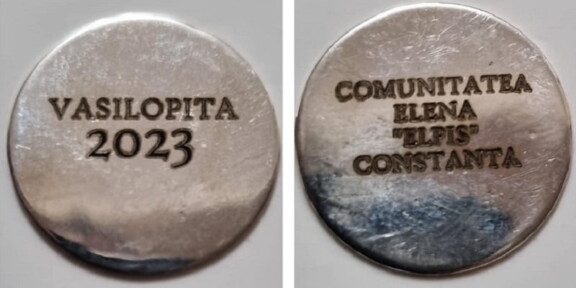 VASILOPITA
2023
COMUNITATEA
ELENA
"ELPIS"
CONSTANTA